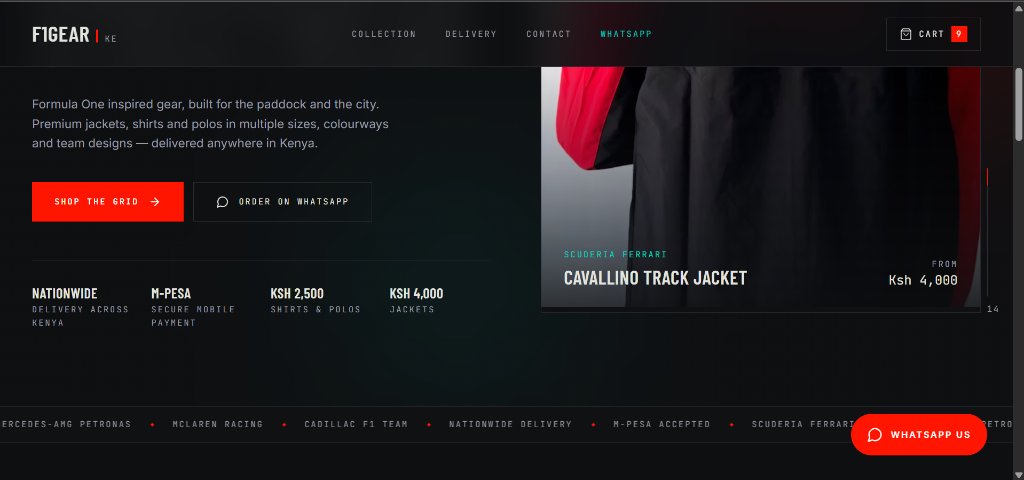 F1GEAR KE
COLLECTION
DELIVERY
CONTACT
WHATSAPP
CART 9
Formula One inspired gear, built for the paddock and the city.
Premium jackets, shirts and polos in multiple sizes, colourways
and team designs — delivered anywhere in Kenya.
SHOP THE GRID →
ORDER ON WHATSAPP
NATIONWIDE
DELIVERY ACROSS
KENYA
M-PESA
SECURE MOBILE
PAYMENT
KSH 2,500
SHIRTS & POLOS
KSH 4,000
JACKETS
SCUDERIA FERRARI
CAVALLINO TRACK JACKET
FROM
Ksh 4,000
14
ERCEDES-AMG PETRONAS • MCLAREN RACING • CADILLAC F1 TEAM • NATIONWIDE DELIVERY • M-PESA ACCEPTED • SCUDERIA FERRARI PETRO
WHATSAPP US